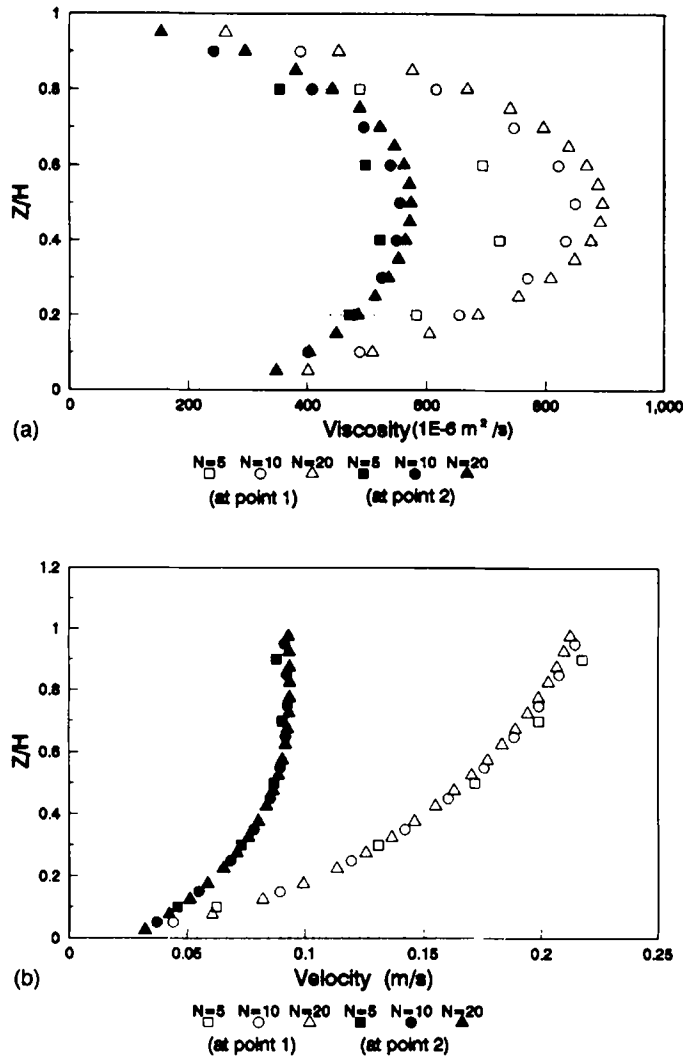 1
0.8
0.6
0.4
0.2
0
Z/H
0 200 400 600 800 1,000
(a)
Viscosity (1E-6 m²/s)
N=5 N=10 N=20 N=5 N=10 N=20
(at point 1) (at point 2)
1.2
1
0.8
0.6
0.4
0.2
0
Z/H
0 0.05 0.1 0.15 0.2 0.25
(b)
Velocity (m/s)
N=5 N=10 N=20 N=5 N=10 N=20
(at point 1) (at point 2)